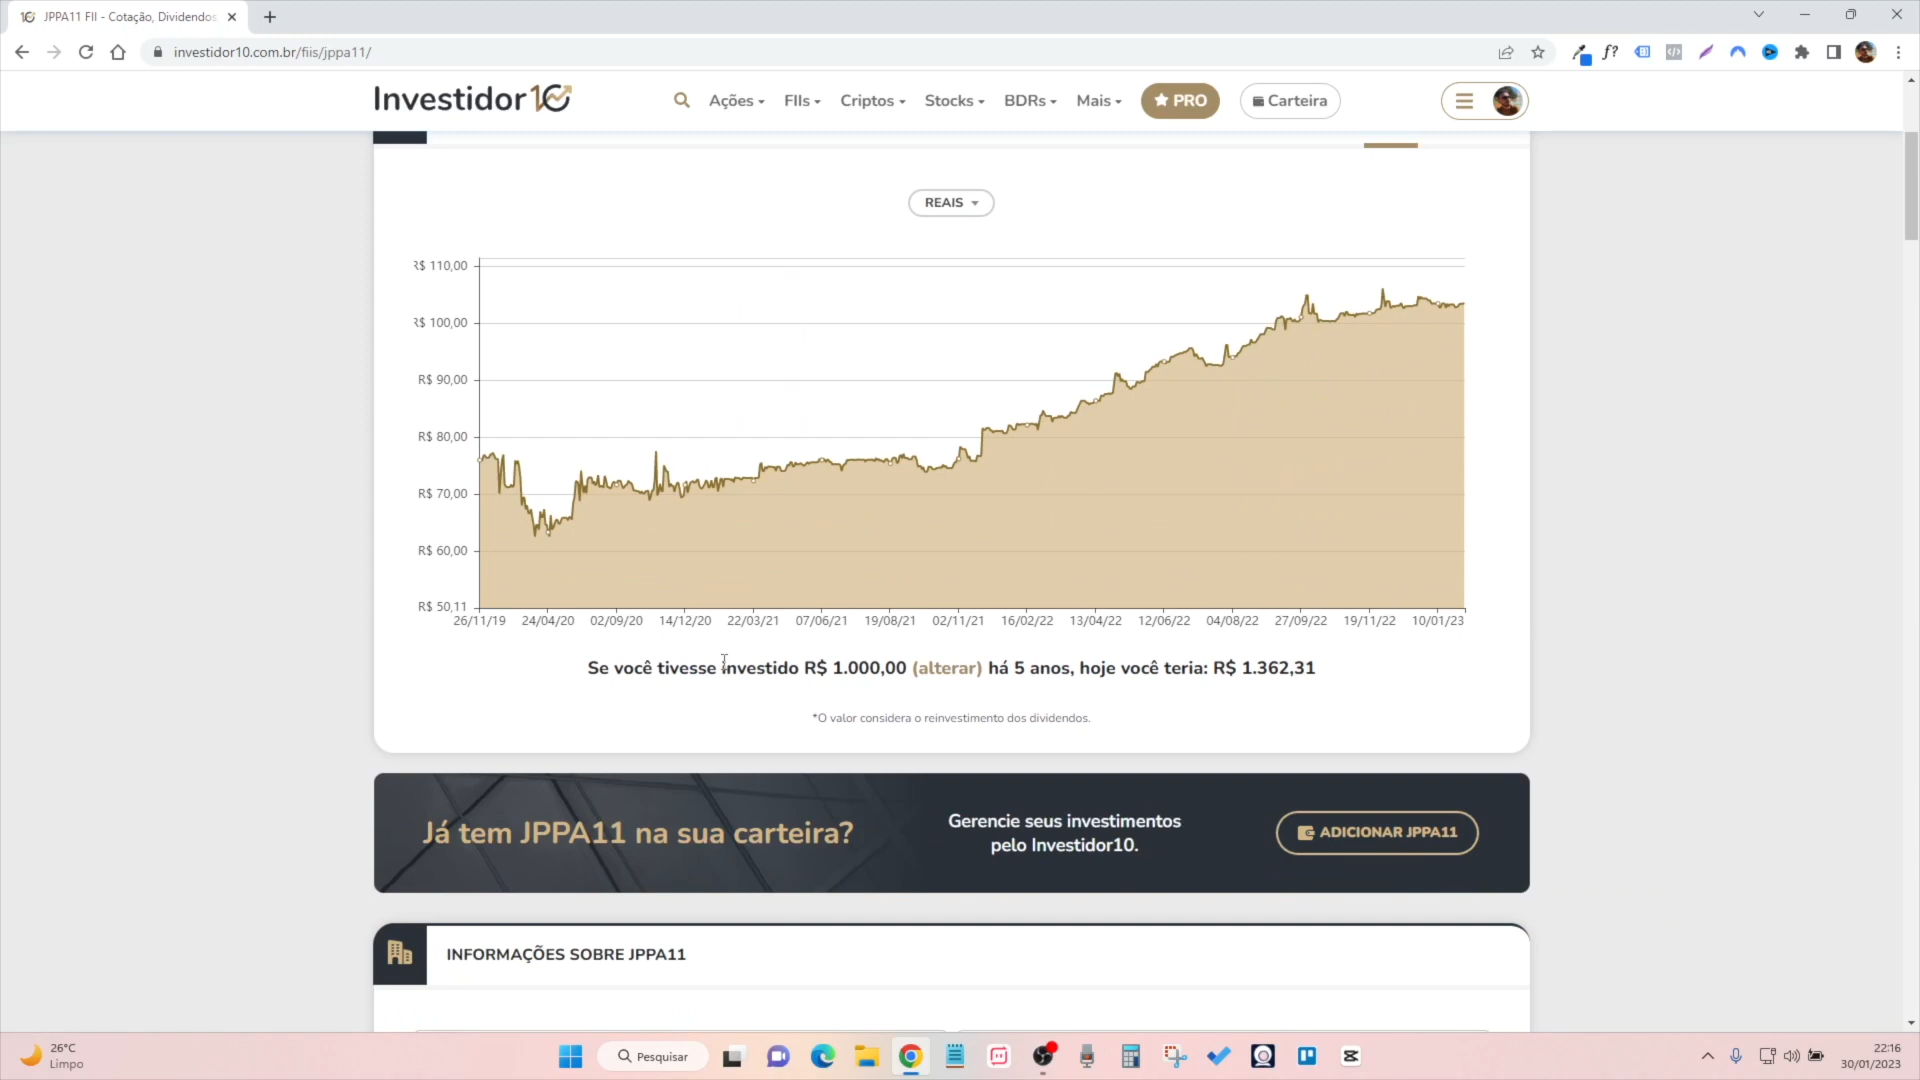 JPPA11 FII - Cotação, Dividendos
investidor10.com.br/fiis/jppa11/
f?
Investidor10
Ações
FIIs
Criptos
Stocks
BDRs
Mais
PRO
Carteira
REAIS
R$ 110,00
R$ 100,00
R$ 90,00
R$ 80,00
R$ 70,00
R$ 60,00
R$ 50,11
26/11/19 24/04/20 02/09/20 14/12/20 22/03/21 07/06/21 19/08/21 02/11/21 16/02/22 13/04/22 12/06/22 04/08/22 27/09/22 19/11/22 10/01/23
Se você tivesse investido R$ 1.000,00 (alterar) há 5 anos, hoje você teria: R$ 1.362,31
*O valor considera o reinvestimento dos dividendos.
Já tem JPPA11 na sua carteira?
Gerencie seus investimentos
pelo Investidor10.
ADICIONAR JPPA11
INFORMAÇÕES SOBRE JPPA11
26°C
Limpo
Pesquisar
22:16
30/01/2023